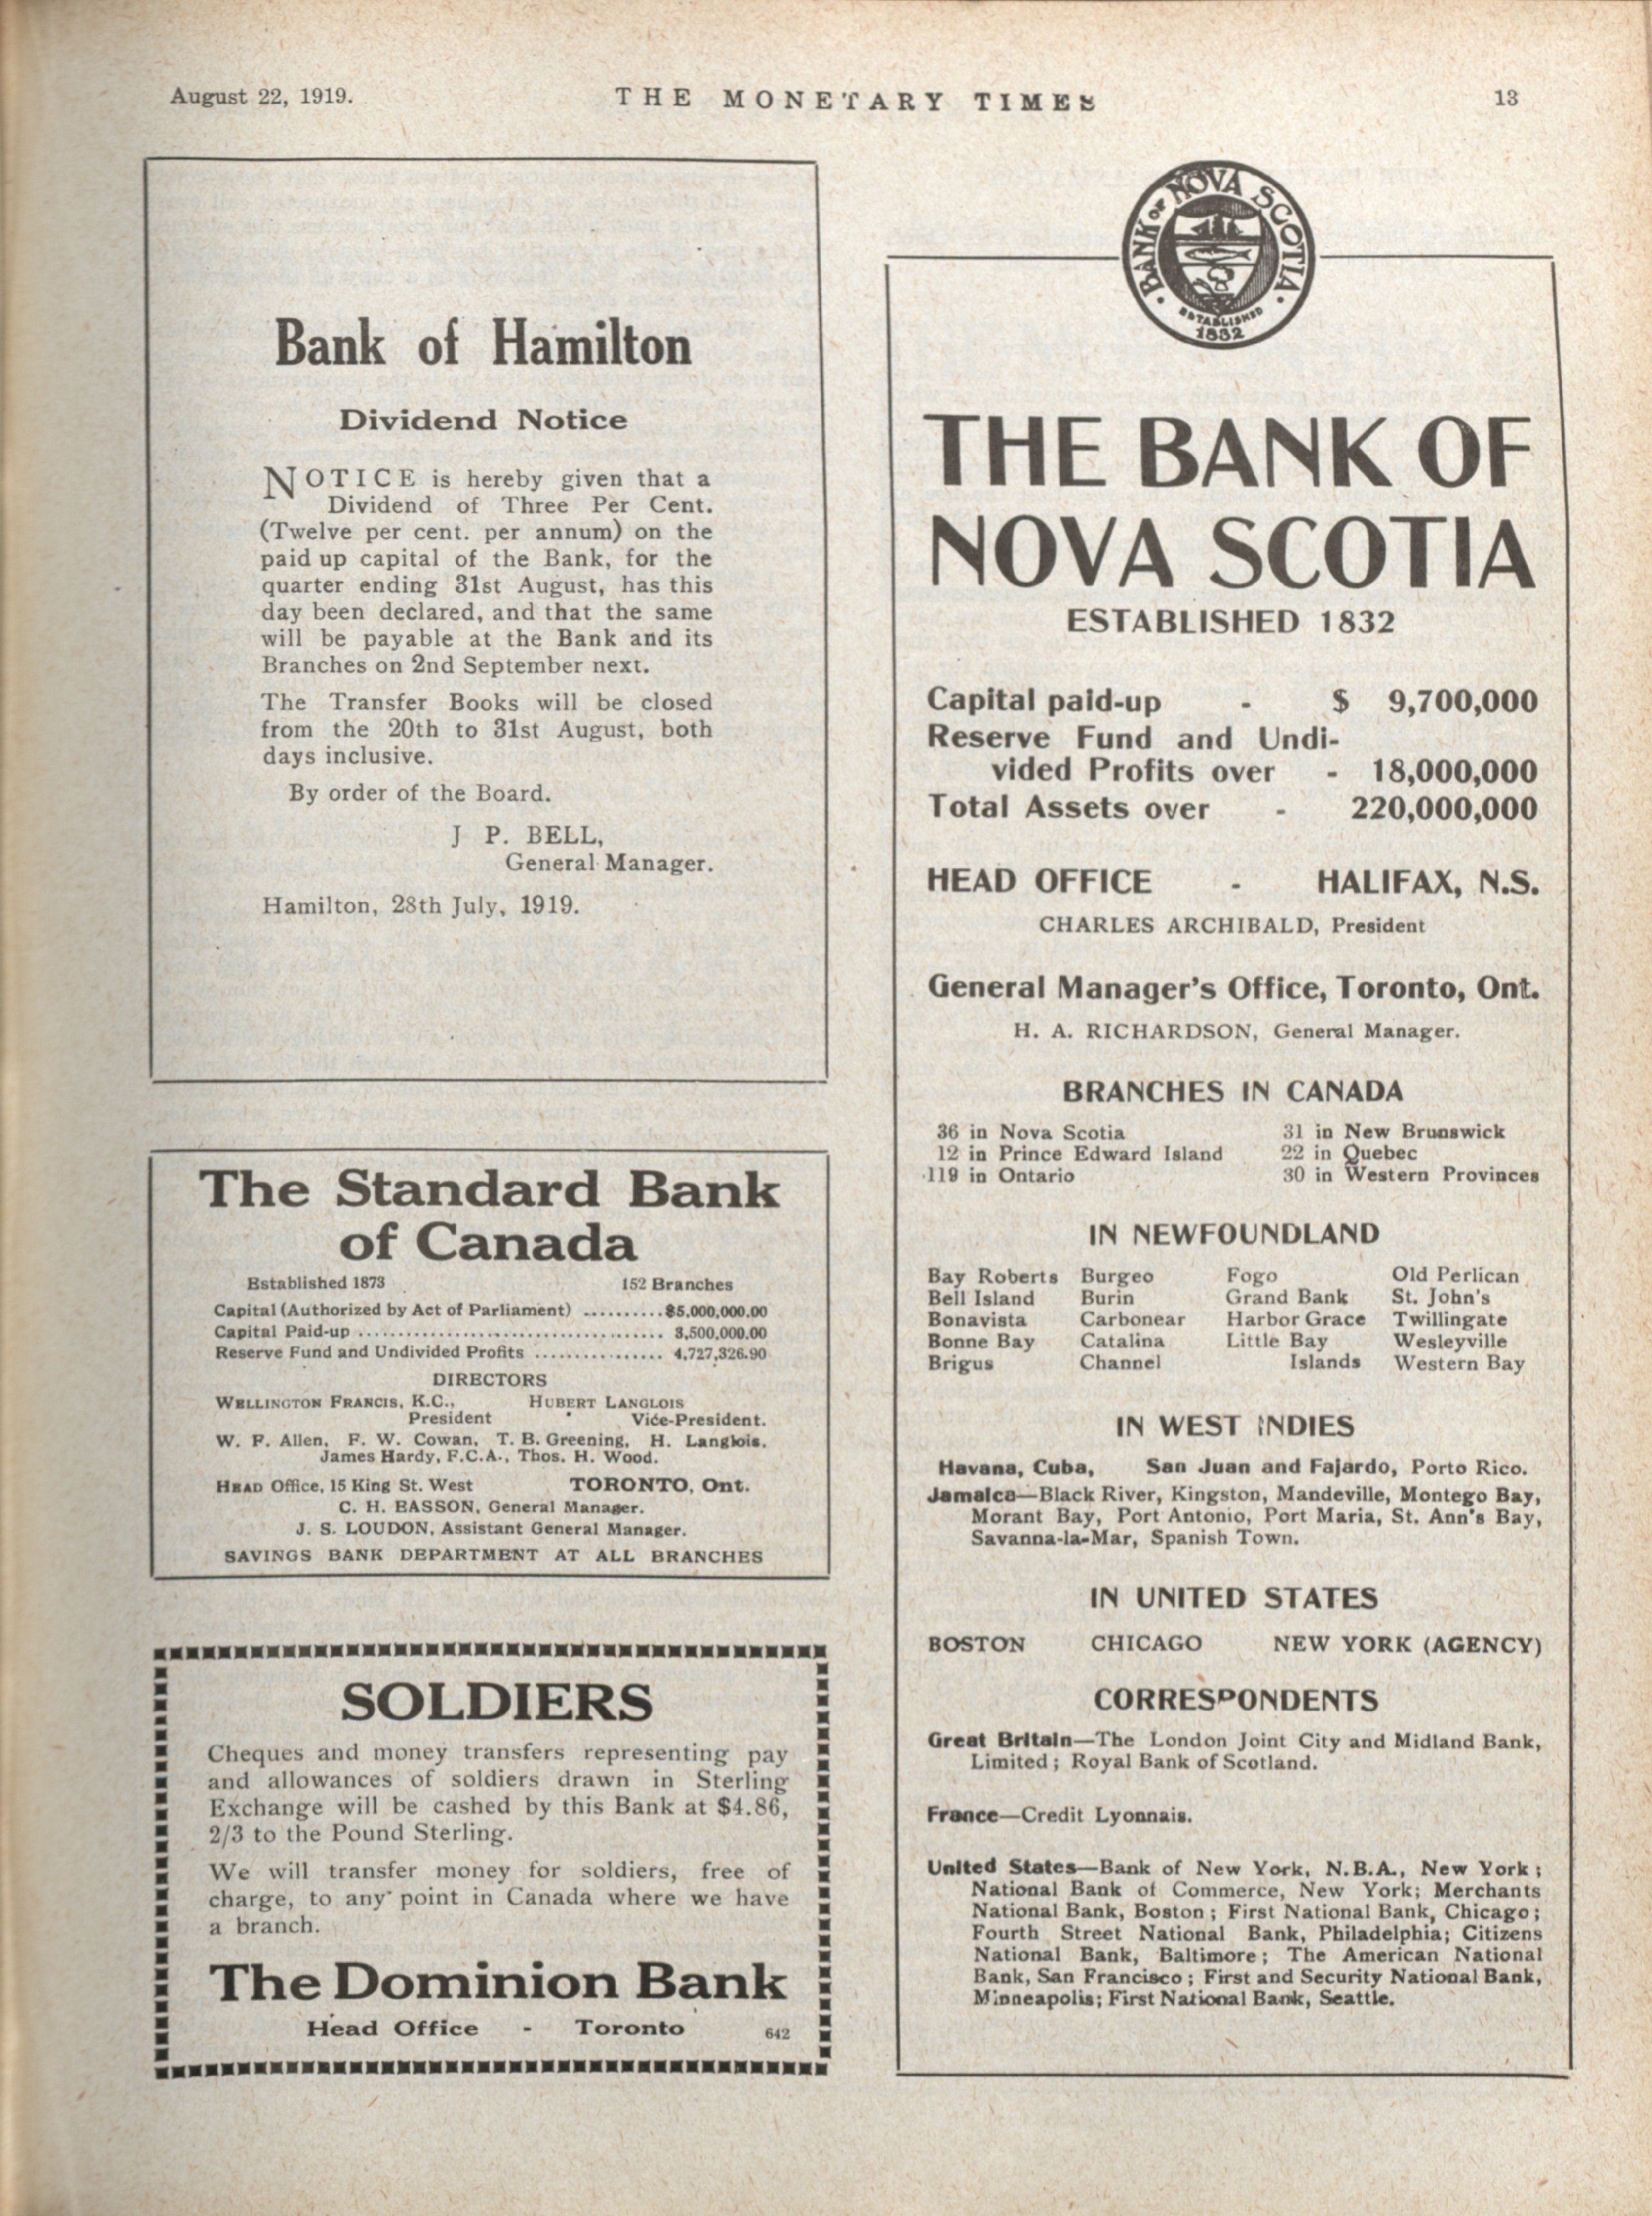 August 22, 1919.
THE MONETARY TIMES
13
Bank of Hamilton
Dividend Notice
NOTICE is hereby given that a
Dividend of Three Per Cent.
(Twelve per cent. per annum) on the
paid up capital of the Bank, for the
quarter ending 31st August, has this
day been declared, and that the same
will be payable at the Bank and its
Branches on 2nd September next.
The Transfer Books will be closed
from the 20th to 31st August, both
days inclusive.
By order of the Board.
J P. BELL,
General Manager.
Hamilton, 28th July, 1919.
The Standard Bank
of Canada
Established 1873 152 Branches
Capital (Authorized by Act of Parliament) ..........$5,000,000.00
Capital Paid-up ...................................... 3,500,000.00
Reserve Fund and Undivided Profits ................ 4,727,326.90
DIRECTORS
WELLINGTON FRANCIS, K.C., HUBERT LANGLOIS
President Vice-President.
W. F. Allen, F. W. Cowan, T. B. Greening, H. Langlois,
James Hardy, F.C.A., Thos. H. Wood.
HEAD Office, 15 King St. West TORONTO, Ont.
C. H. EASSON, General Manager.
J. S. LOUDON, Assistant General Manager.
SAVINGS BANK DEPARTMENT AT ALL BRANCHES
SOLDIERS
Cheques and money transfers representing pay
and allowances of soldiers drawn in Sterling
Exchange will be cashed by this Bank at $4.86,
2/3 to the Pound Sterling.
We will transfer money for soldiers, free of
charge, to any point in Canada where we have
a branch.
The Dominion Bank
Head Office - Toronto 642
BANK OF NOVA SCOTIA
ESTABLISHED
1832
THE BANK OF
NOVA SCOTIA
ESTABLISHED 1832
Capital paid-up - $ 9,700,000
Reserve Fund and Undi-
vided Profits over - 18,000,000
Total Assets over - 220,000,000
HEAD OFFICE - HALIFAX, N.S.
CHARLES ARCHIBALD, President
General Manager's Office, Toronto, Ont.
H. A. RICHARDSON, General Manager.
BRANCHES IN CANADA
36 in Nova Scotia 31 in New Brunswick
12 in Prince Edward Island 22 in Quebec
119 in Ontario 30 in Western Provinces
IN NEWFOUNDLAND
Bay Roberts Burgeo Fogo Old Perlican
Bell Island Burin Grand Bank St. John's
Bonavista Carbonear Harbor Grace Twillingate
Bonne Bay Catalina Little Bay Wesleyville
Brigus Channel Islands Western Bay
IN WEST INDIES
Havana, Cuba, San Juan and Fajardo, Porto Rico.
Jamaica—Black River, Kingston, Mandeville, Montego Bay,
Morant Bay, Port Antonio, Port Maria, St. Ann's Bay,
Savanna-la-Mar, Spanish Town.
IN UNITED STATES
BOSTON CHICAGO NEW YORK (AGENCY)
CORRESPONDENTS
Great Britain—The London Joint City and Midland Bank,
Limited; Royal Bank of Scotland.
France—Credit Lyonnais.
United States—Bank of New York, N.B.A., New York;
National Bank of Commerce, New York; Merchants
National Bank, Boston; First National Bank, Chicago;
Fourth Street National Bank, Philadelphia; Citizens
National Bank, Baltimore; The American National
Bank, San Francisco; First and Security National Bank,
Minneapolis; First National Bank, Seattle.